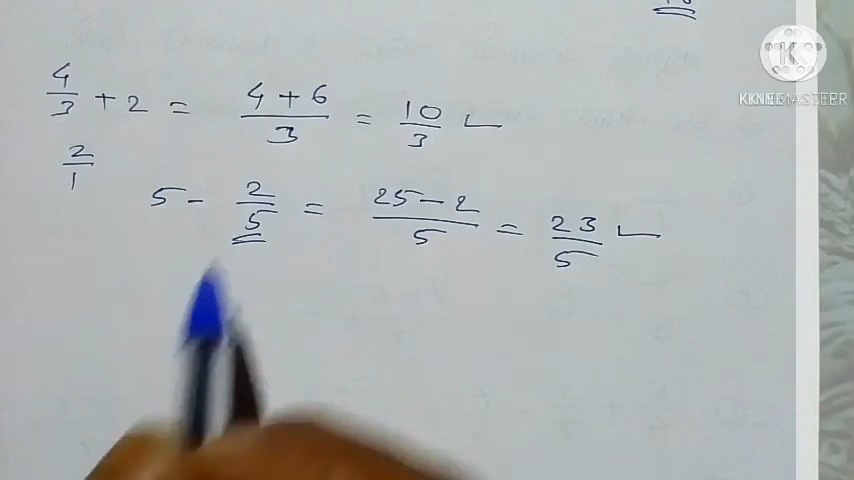 K
KINEMASTER
4/3 + 2 = (4 + 6)/3 = 10/3
2/1
5 - 2/5 = (25 - 2)/5 = 23/5